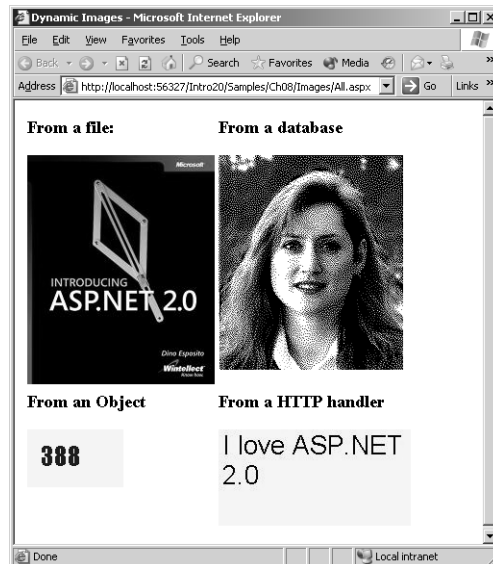 Dynamic Images - Microsoft Internet Explorer
File Edit View Favorites Tools Help
Back Search Favorites Media »
Address http://localhost:56327/Intro20/Samples/Ch08/Images/All.aspx Go Links »
From a file: From a database
Microsoft
INTRODUCING
ASP.NET 2.0
Dino Esposito
Wintellect
Know how.
From an Object From a HTTP handler
388
I love ASP.NET
2.0
Done Local intranet